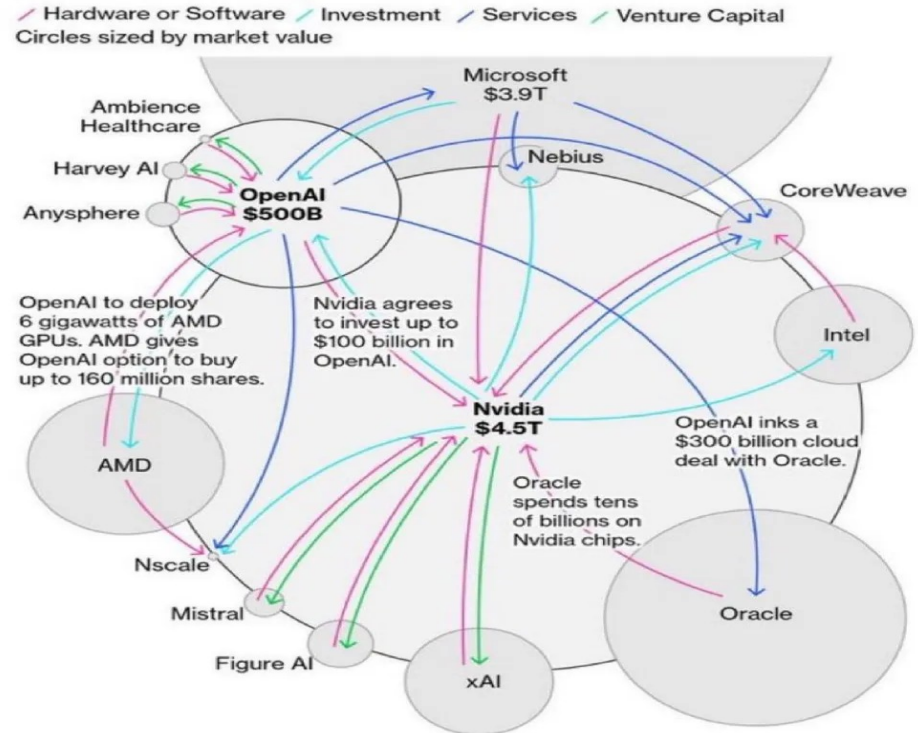 Hardware or Software / Investment / Services / Venture Capital
Circles sized by market value
Microsoft
$3.9T
Ambience
Healthcare
Harvey AI
Anysphere
OpenAI
$500B
Nebius
CoreWeave
OpenAI to deploy
6 gigawatts of AMD
GPUs. AMD gives
OpenAI option to buy
up to 160 million shares.
Nvidia agrees
to invest up to
$100 billion in
OpenAI.
Intel
Nvidia
$4.5T
OpenAI inks a
$300 billion cloud
deal with Oracle.
AMD
Oracle
spends tens
of billions on
Nvidia chips.
Nscale
Mistral
Figure AI
xAI
Oracle